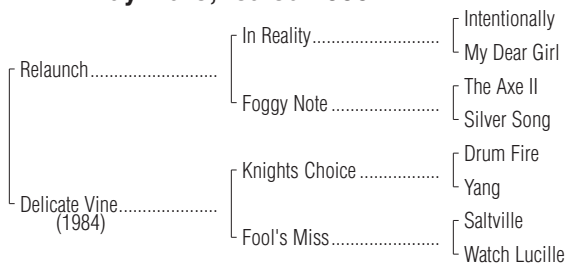 Intentionally
In Reality
My Dear Girl
Relaunch
The Axe II
Foggy Note
Silver Song
Drum Fire
Knights Choice
Yang
Delicate Vine
(1984)
Saltville
Fool's Miss
Watch Lucille